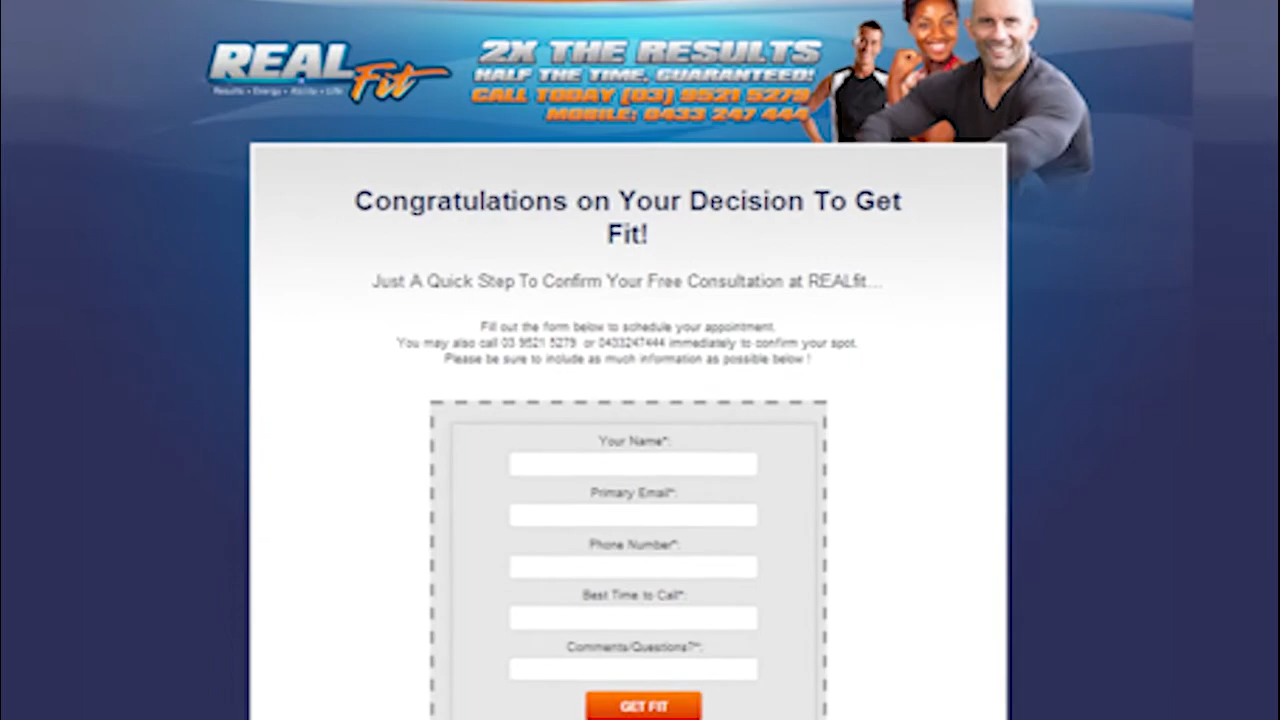 REAL Fit
Results • Energy • Ability • Life
2X THE RESULTS
HALF THE TIME, GUARANTEED!
CALL TODAY (03) 9521 5279
MOBILE: 0433 247 444
Congratulations on Your Decision To Get
Fit!
Just A Quick Step To Confirm Your Free Consultation at REALfit...
Fill out the form below to schedule your appointment.
You may also call 03 9521 5279 or 0433247444 immediately to confirm your spot.
Please be sure to include as much information as possible below !
Your Name*:
Primary Email*:
Phone Number*:
Best Time to Call*:
Comments/Questions?*:
GET FIT